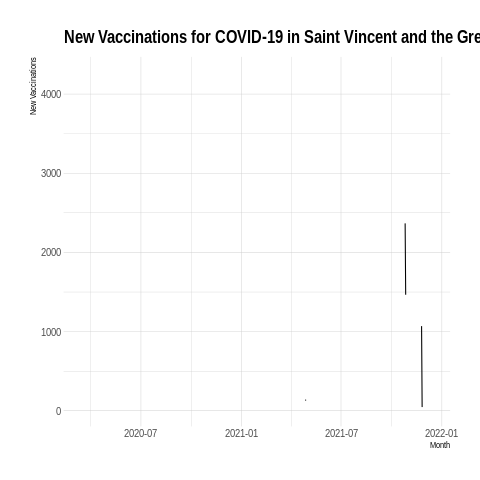 New Vaccinations for COVID-19 in Saint Vincent and the Gre
New Vaccinations
4000
3000
2000
1000
0
2020-07 2021-01 2021-07 2022-01
Month